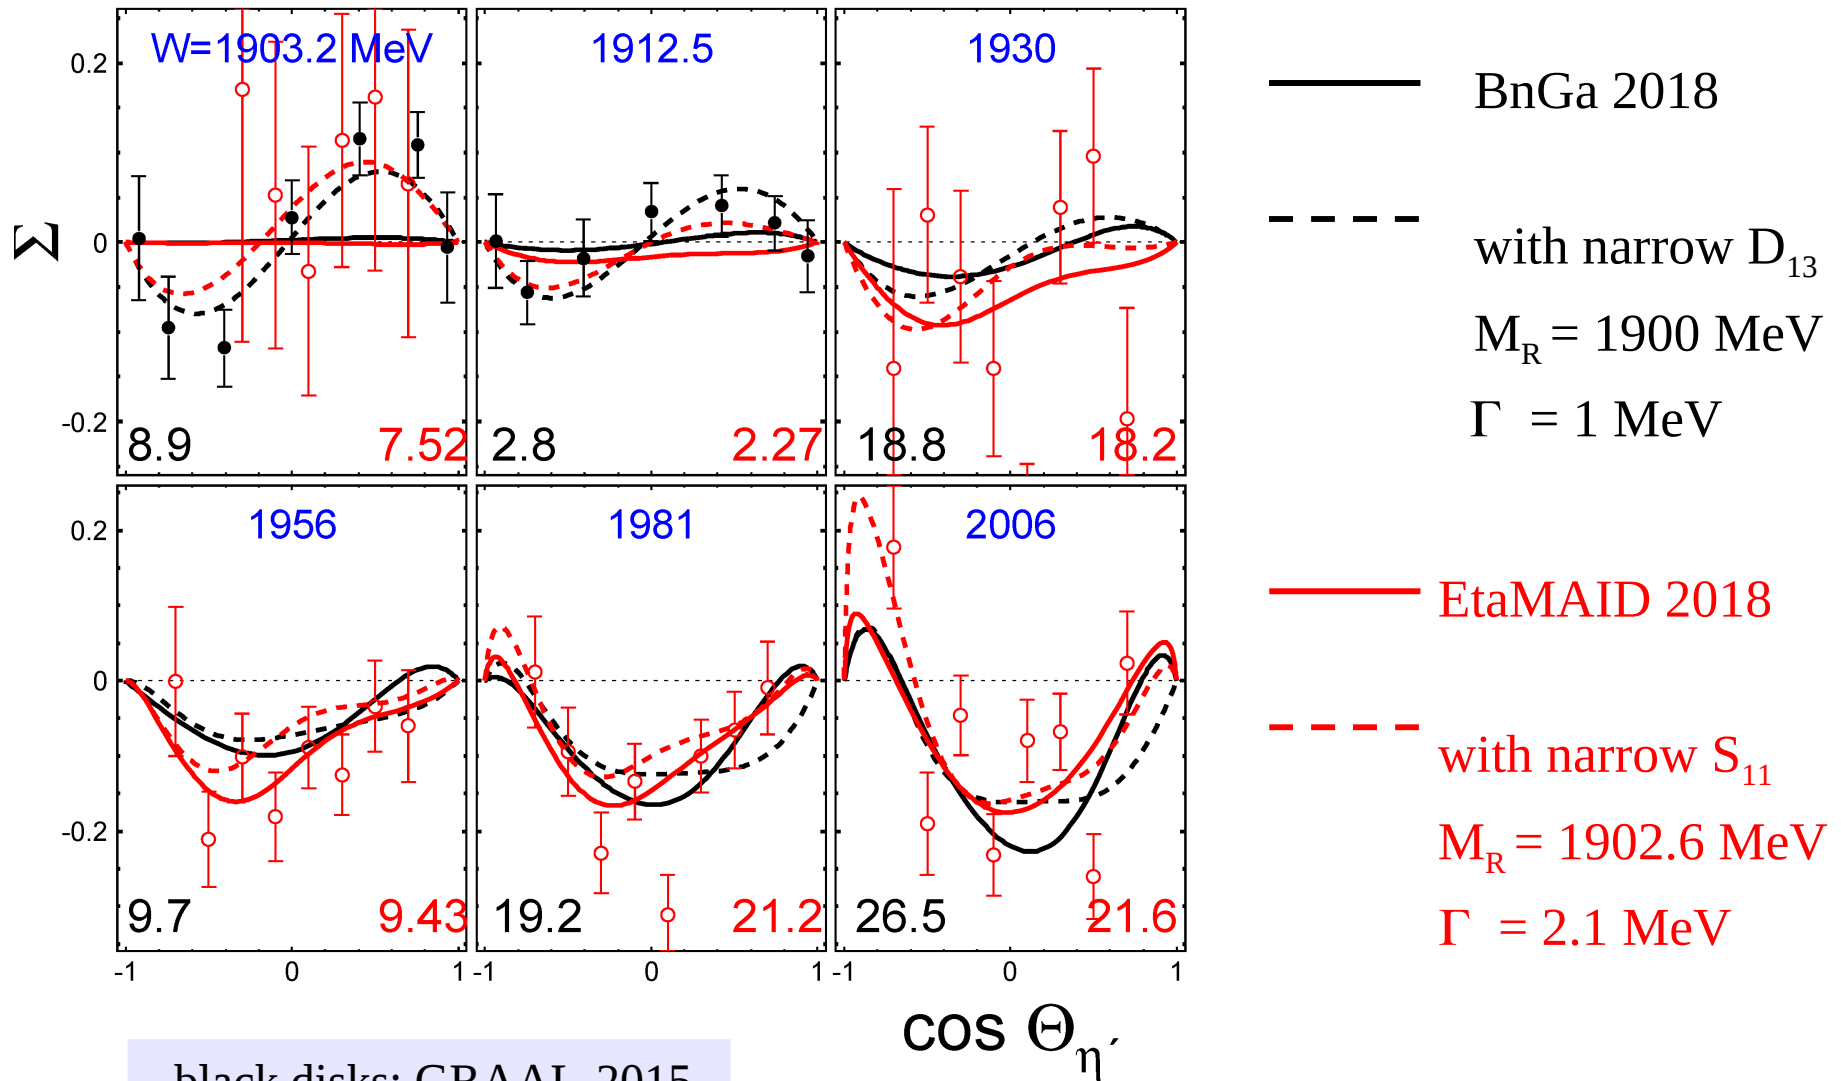 W=1903.2 MeV
1912.5
1930
0.2
0
-0.2
Σ
8.9
7.52
2.8
2.27
18.8
18.2
1956
1981
2006
0.2
0
-0.2
9.7
9.43
19.2
21.2
26.5
21.6
-1 0 1
-1 0 1
-1 0 1
cos Θη´
BnGa 2018
with narrow D13
MR = 1900 MeV
Γ = 1 MeV
EtaMAID 2018
with narrow S11
MR = 1902.6 MeV
Γ = 2.1 MeV
black disks: GRAAL 2015